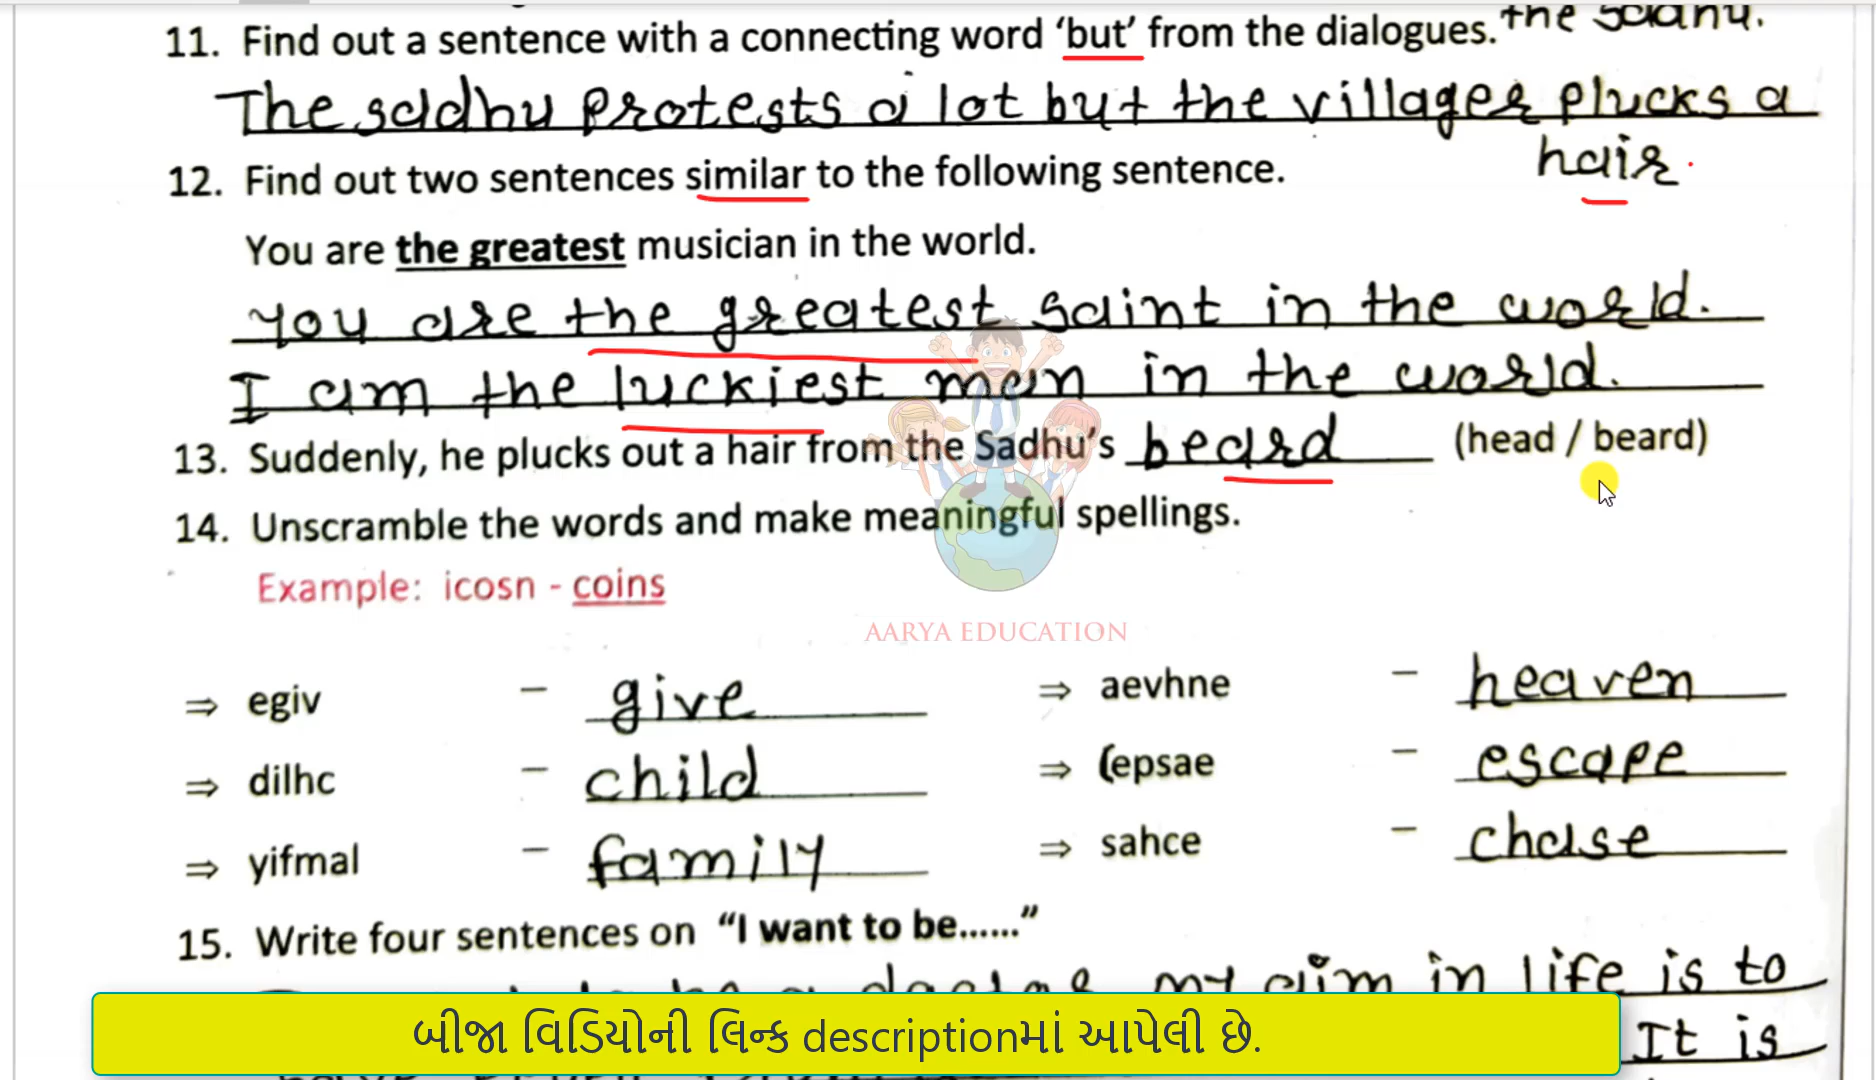 11. Find out a sentence with a connecting word ‘but’ from the dialogues. the sadhu.
The sadhu protests a lot but the villager plucks a
hair.
12. Find out two sentences similar to the following sentence.
You are the greatest musician in the world.
You are the greatest saint in the world.
I am the luckiest man in the world.
13. Suddenly, he plucks out a hair from the Sadhu's beard (head / beard)
14. Unscramble the words and make meaningful spellings.
Example: icosn - coins
AARYA EDUCATION
⇒ egiv - give ⇒ aevhne - heaven
⇒ dilhc - child ⇒ (epsae - escape
⇒ yifmal - family ⇒ sahce - chase
15. Write four sentences on “I want to be......”
my aim in life is to
It is
બીજા વિડિયોની લિન્ક descriptionમાં આપેલી છે.